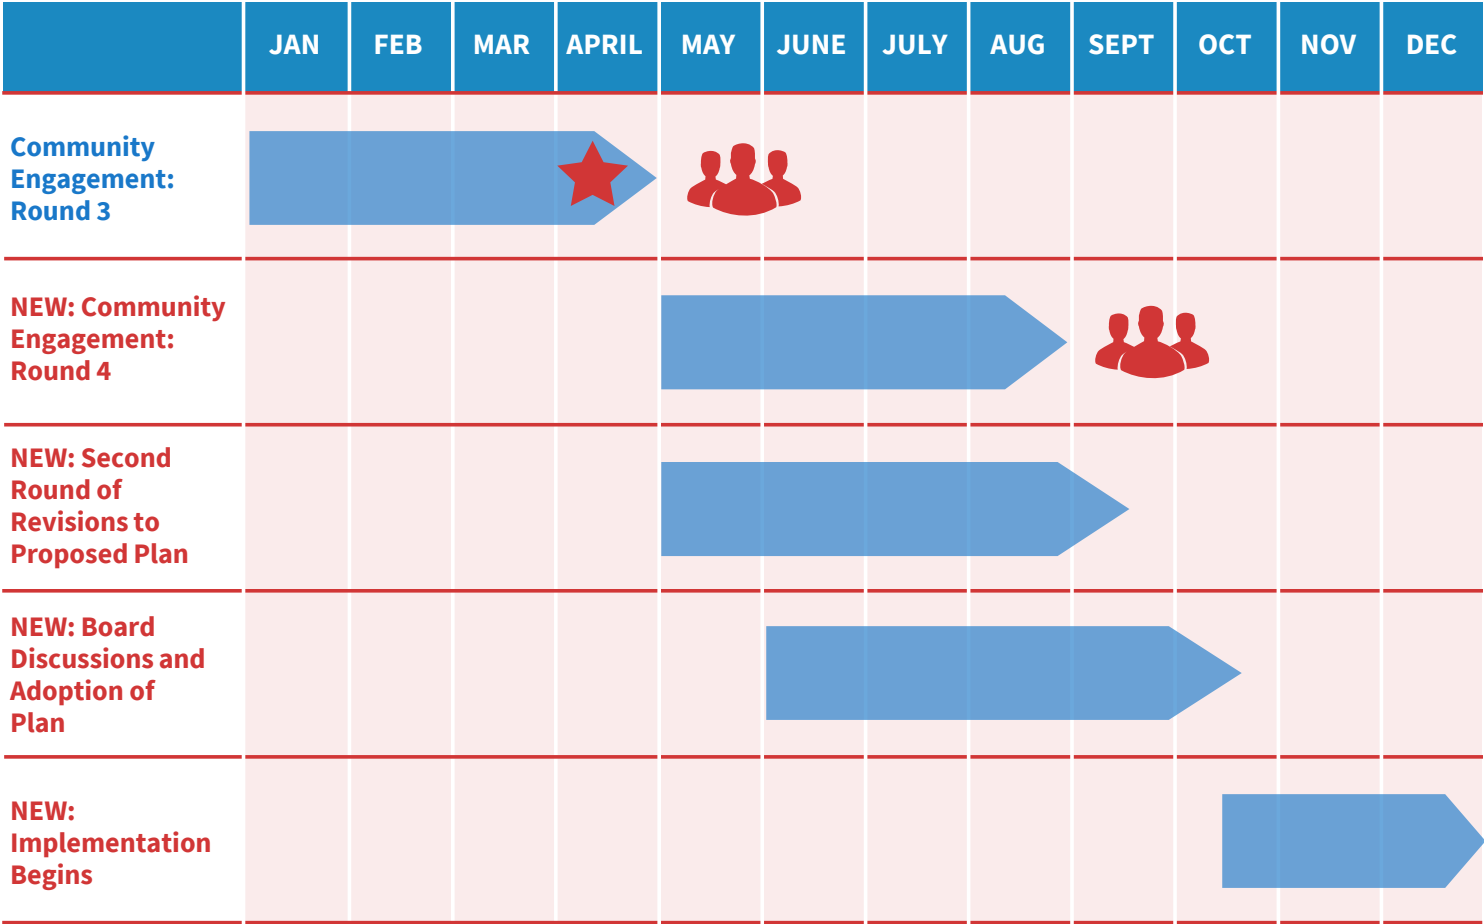 JAN FEB MAR APRIL MAY JUNE JULY AUG SEPT OCT NOV DEC
Community
Engagement:
Round 3
NEW: Community
Engagement:
Round 4
NEW: Second
Round of
Revisions to
Proposed Plan
NEW: Board
Discussions and
Adoption of
Plan
NEW:
Implementation
Begins